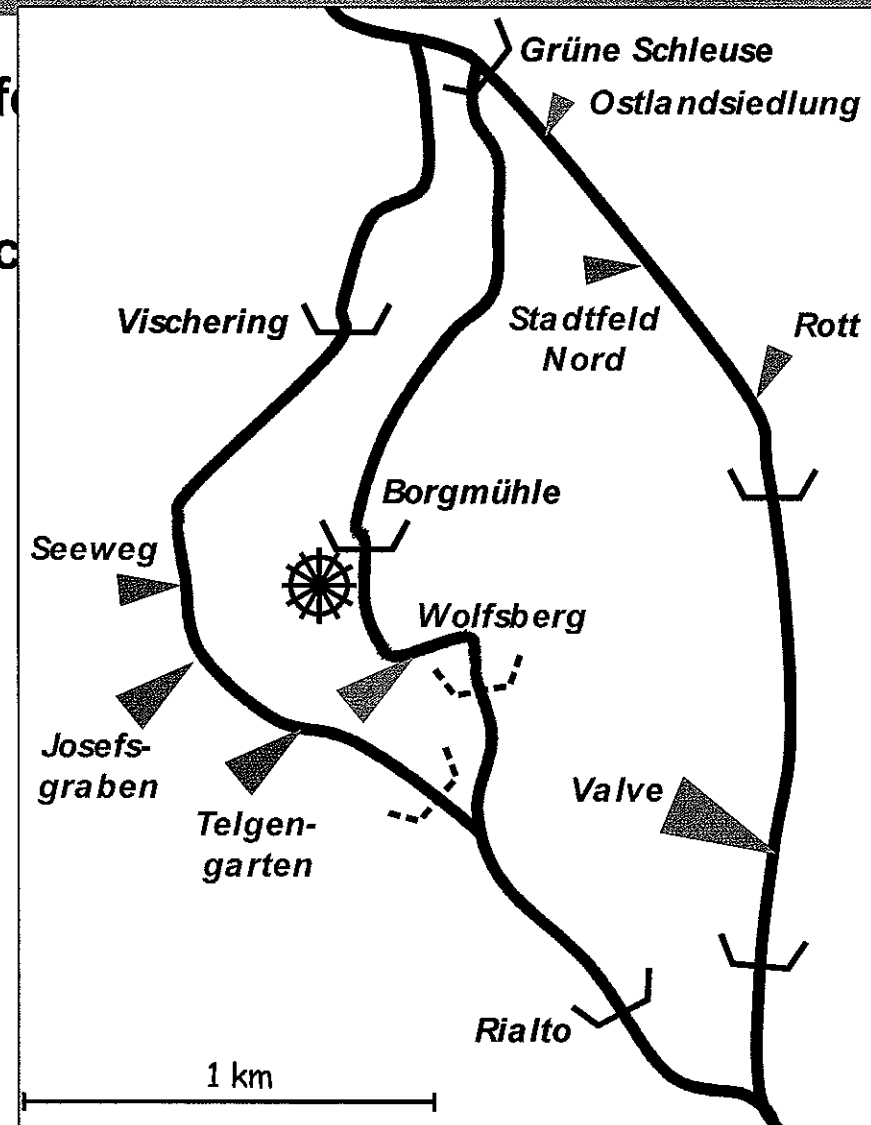 Grüne Schleuse
Ostlandsiedlung
Stadtfeld
Nord
Rott
Vischering
Borgmühle
Seeweg
Wolfsberg
Josefs-
graben
Valve
Telgen-
garten
Rialto
1 km